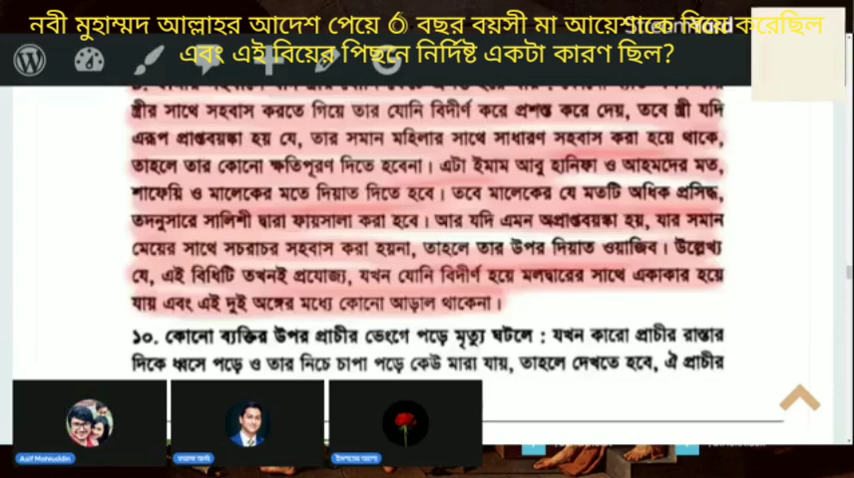 নবী মুহাম্মদ আল্লাহর আদেশ পেয়ে 6 বছর বয়সী মা আয়েশাকে বিয়ে করেছিল
এবং এই বিয়ের পিছনে নির্দিষ্ট একটা কারণ ছিল?
স্ত্রীর সাথে সহবাস করতে গিয়ে তার যোনি বিদীর্ণ করে প্রশস্ত করে দেয়, তবে স্ত্রী যদি
এরূপ প্রাপ্তবয়স্কা হয় যে, তার সমান মহিলার সাথে সাধারণ সহবাস করা হয়ে থাকে,
তাহলে তার কোনো ক্ষতিপূরণ দিতে হবেনা। এটা ইমাম আবু হানিফা ও আহমদের মত,
শাফেয়ি ও মালেকের মতে দিয়াত দিতে হবে। তবে মালেকের যে মতটি অধিক প্রসিদ্ধ,
তদনুসারে সালিশী দ্বারা ফায়সালা করা হবে। আর যদি এমন অপ্রাপ্তবয়স্কা হয়, যার সমান
মেয়ের সাথে সচরাচর সহবাস করা হয়না, তাহলে তার উপর দিয়াত ওয়াজিব। উল্লেখ্য
যে, এই বিধিটি তখনই প্রযোজ্য, যখন যোনি বিদীর্ণ হয়ে মলদ্বারের সাথে একাকার হয়ে
যায় এবং এই দুই অঙ্গের মধ্যে কোনো আড়াল থাকেনা।
১০. কোনো ব্যক্তির উপর প্রাচীর ভেংগে পড়ে মৃত্যু ঘটলে : যখন কারো প্রাচীর রাস্তার
দিকে ধ্বসে পড়ে ও তার নিচে চাপা পড়ে কেউ মারা যায়, তাহলে দেখতে হবে, ঐ প্রাচীর
Asif Mohiuddin